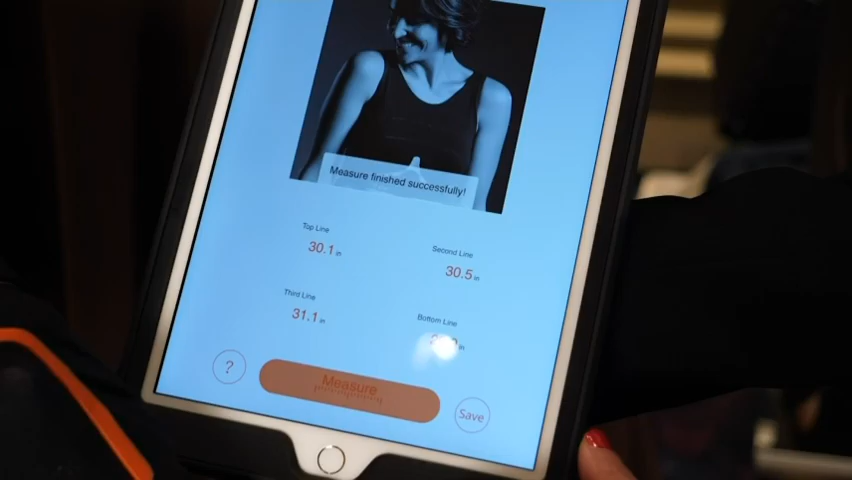 Measure finished successfully!
Top Line
30.1 in
Second Line
30.5 in
Third Line
31.1 in
Bottom Line
in
?
Measure
Save